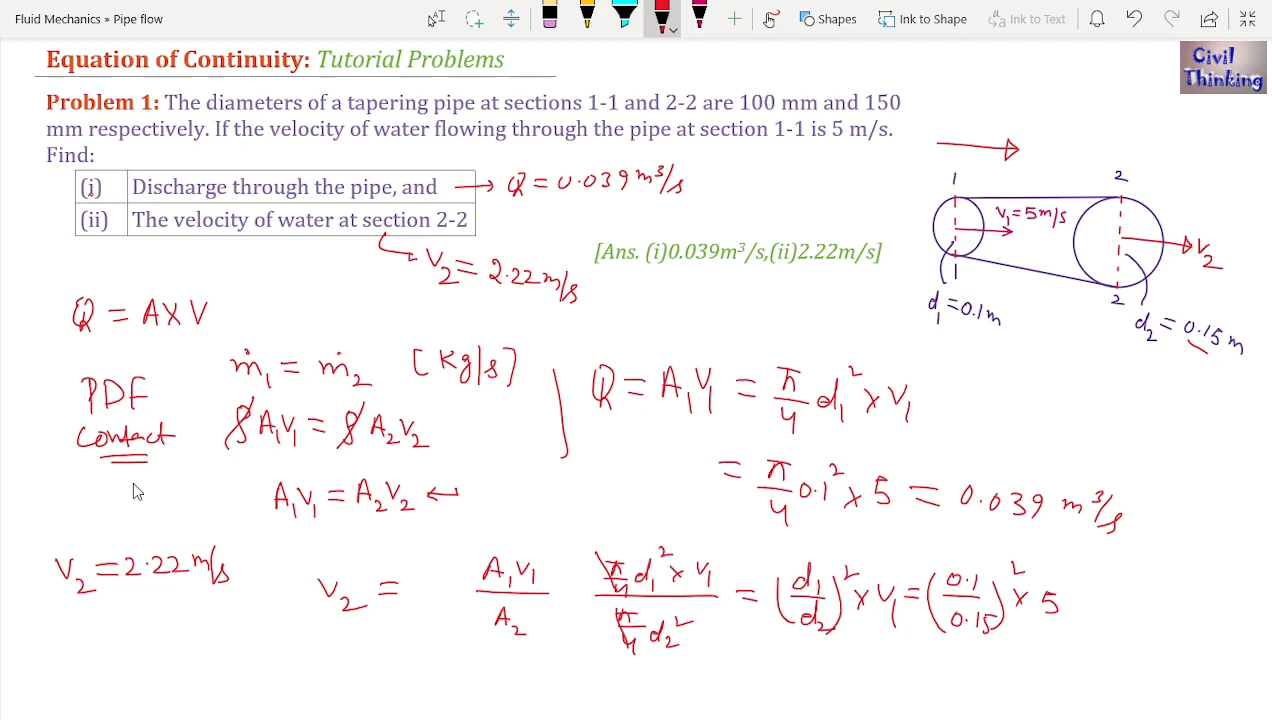 Fluid Mechanics » Pipe flow
Shapes
Ink to Shape
Ink to Text
Equation of Continuity: Tutorial Problems
Civil
Thinking
Problem 1: The diameters of a tapering pipe at sections 1-1 and 2-2 are 100 mm and 150
mm respectively. If the velocity of water flowing through the pipe at section 1-1 is 5 m/s.
Find:
(i) Discharge through the pipe, and → Q = 0.039 m³/s
(ii) The velocity of water at section 2-2
V₂ = 2.22 m/s
[Ans. (i)0.039m³/s,(ii)2.22m/s]
1 2
V₁ = 5 m/s
V₂
1 2
d₁ = 0.1 m
d₂ = 0.15 m
Q = A X V
ṁ₁ = ṁ₂ [Kg/s]
PDF
Contact
ρA₁V₁ = ρA₂V₂
A₁V₁ = A₂V₂ ←
Q = A₁V₁ = π/4 d₁² × V₁
= π/4 0.1² × 5 = 0.039 m³/s
V₂ = 2.22 m/s
V₂ = A₁V₁/A₂ π/4 d₁² × V₁ / π/4 d₂² = (d₁/d₂)² × V₁ = (0.1/0.15)² × 5